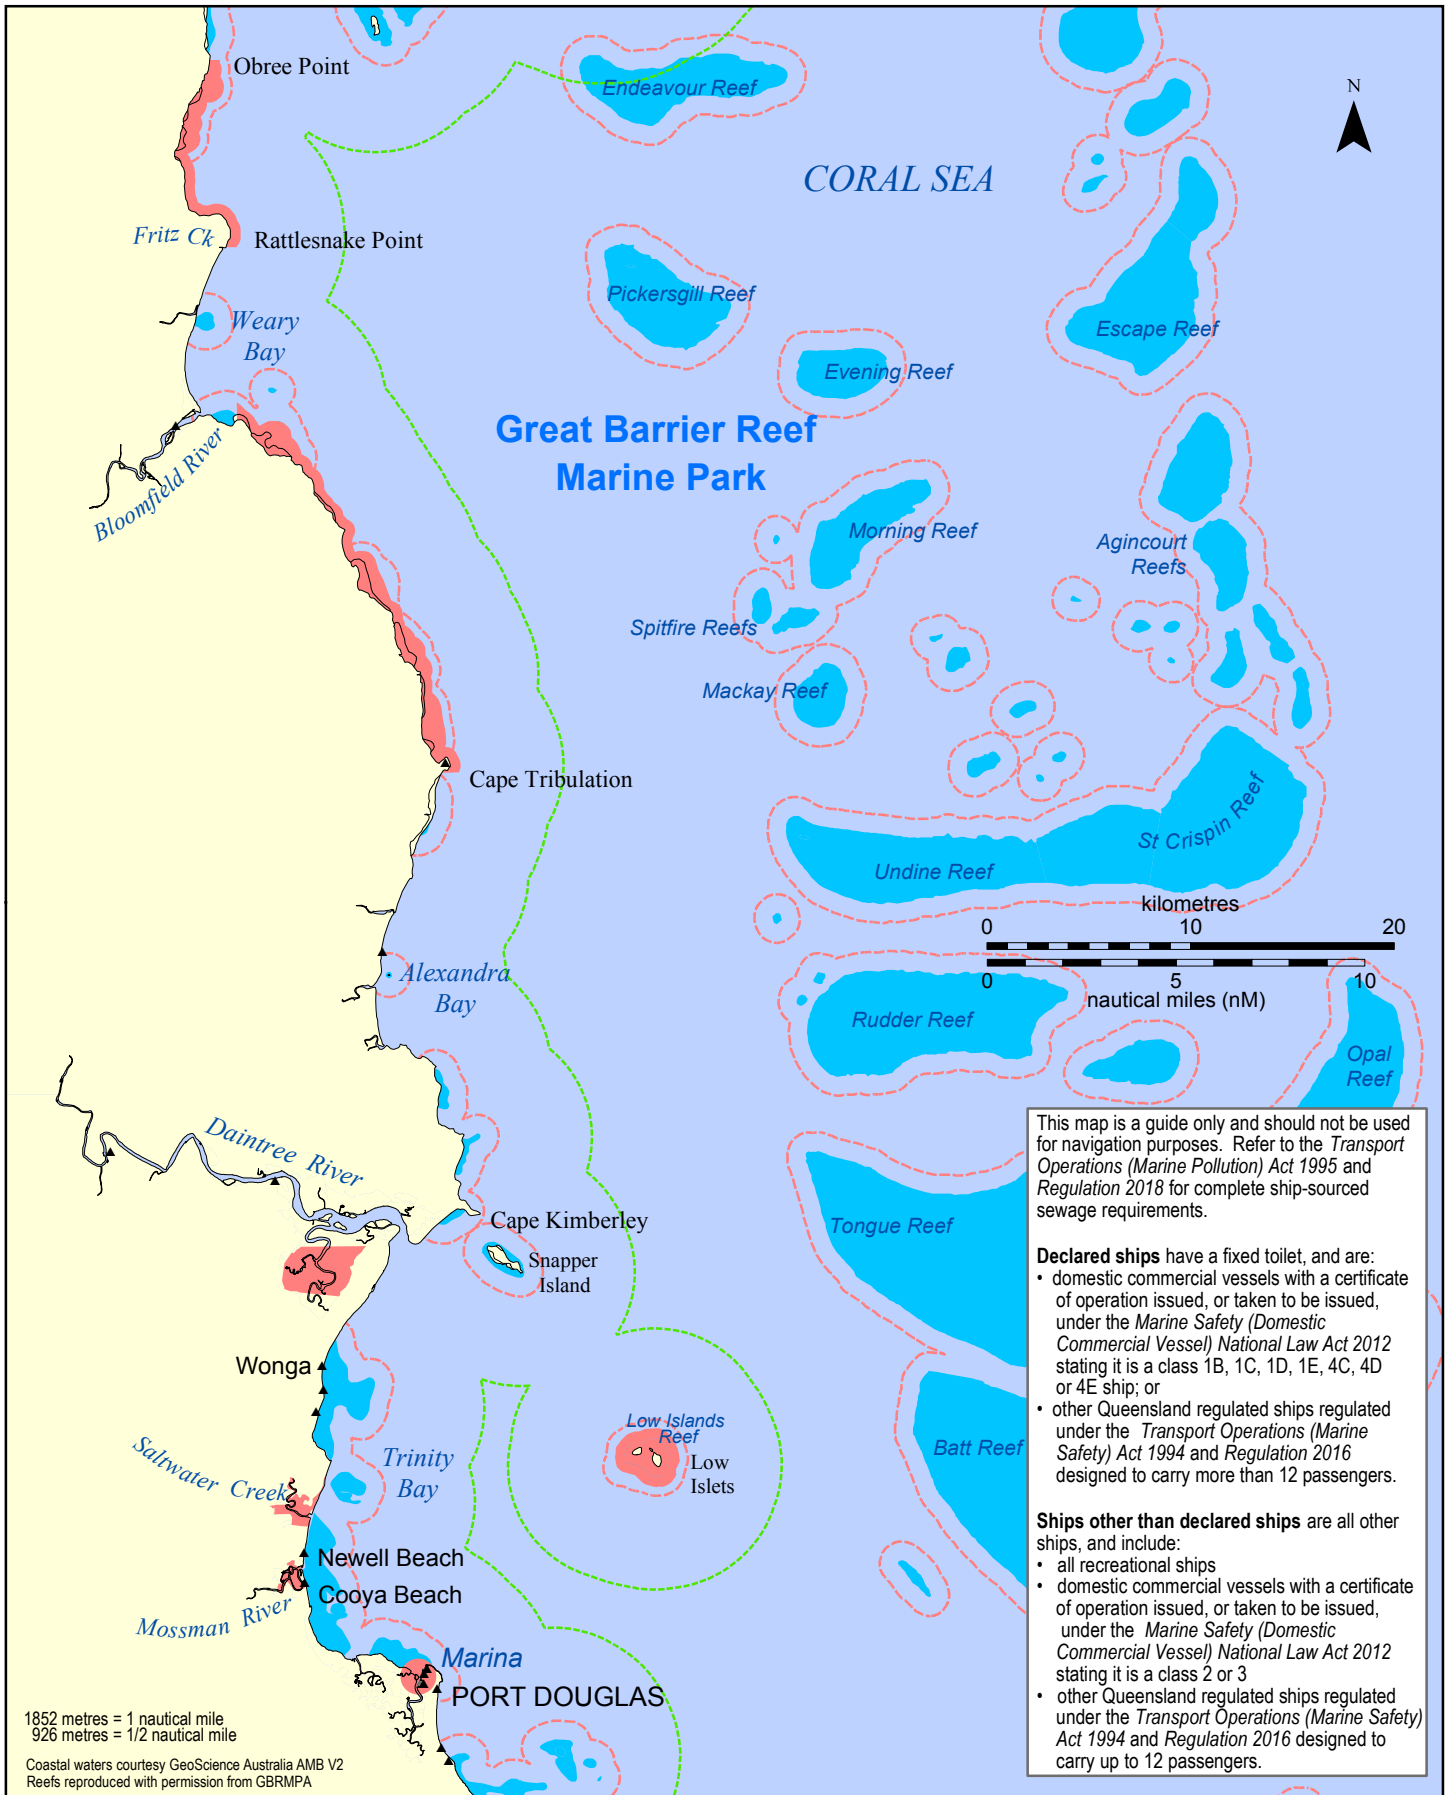 Obree Point
Endeavour Reef
N
CORAL SEA
Fritz Ck
Rattlesnake Point
Pickersgill Reef
Weary
Bay
Escape Reef
Evening Reef
Great Barrier Reef
Marine Park
Bloomfield River
Morning Reef
Agincourt
Reefs
Spitfire Reefs
Mackay Reef
Cape Tribulation
St Crispin Reef
Undine Reef
kilometres
0 10 20
0 5 10
nautical miles (nM)
Alexandra
Bay
Rudder Reef
Opal
Reef
Daintree River
Cape Kimberley
Snapper
Island
Tongue Reef
Wonga
Low Islands
Reef
Low
Islets
Batt Reef
Trinity
Bay
Saltwater Creek
Newell Beach
Cooya Beach
Mossman River
Marina
PORT DOUGLAS
This map is a guide only and should not be used
for navigation purposes. Refer to the Transport
Operations (Marine Pollution) Act 1995 and
Regulation 2018 for complete ship-sourced
sewage requirements.
Declared ships have a fixed toilet, and are:
• domestic commercial vessels with a certificate
of operation issued, or taken to be issued,
under the Marine Safety (Domestic
Commercial Vessel) National Law Act 2012
stating it is a class 1B, 1C, 1D, 1E, 4C, 4D
or 4E ship; or
• other Queensland regulated ships regulated
under the Transport Operations (Marine
Safety) Act 1994 and Regulation 2016
designed to carry more than 12 passengers.
Ships other than declared ships are all other
ships, and include:
• all recreational ships
• domestic commercial vessels with a certificate
of operation issued, or taken to be issued,
under the Marine Safety (Domestic
Commercial Vessel) National Law Act 2012
stating it is a class 2 or 3
• other Queensland regulated ships regulated
under the Transport Operations (Marine Safety)
Act 1994 and Regulation 2016 designed to
carry up to 12 passengers.
1852 metres = 1 nautical mile
926 metres = 1/2 nautical mile
Coastal waters courtesy GeoScience Australia AMB V2
Reefs reproduced with permission from GBRMPA